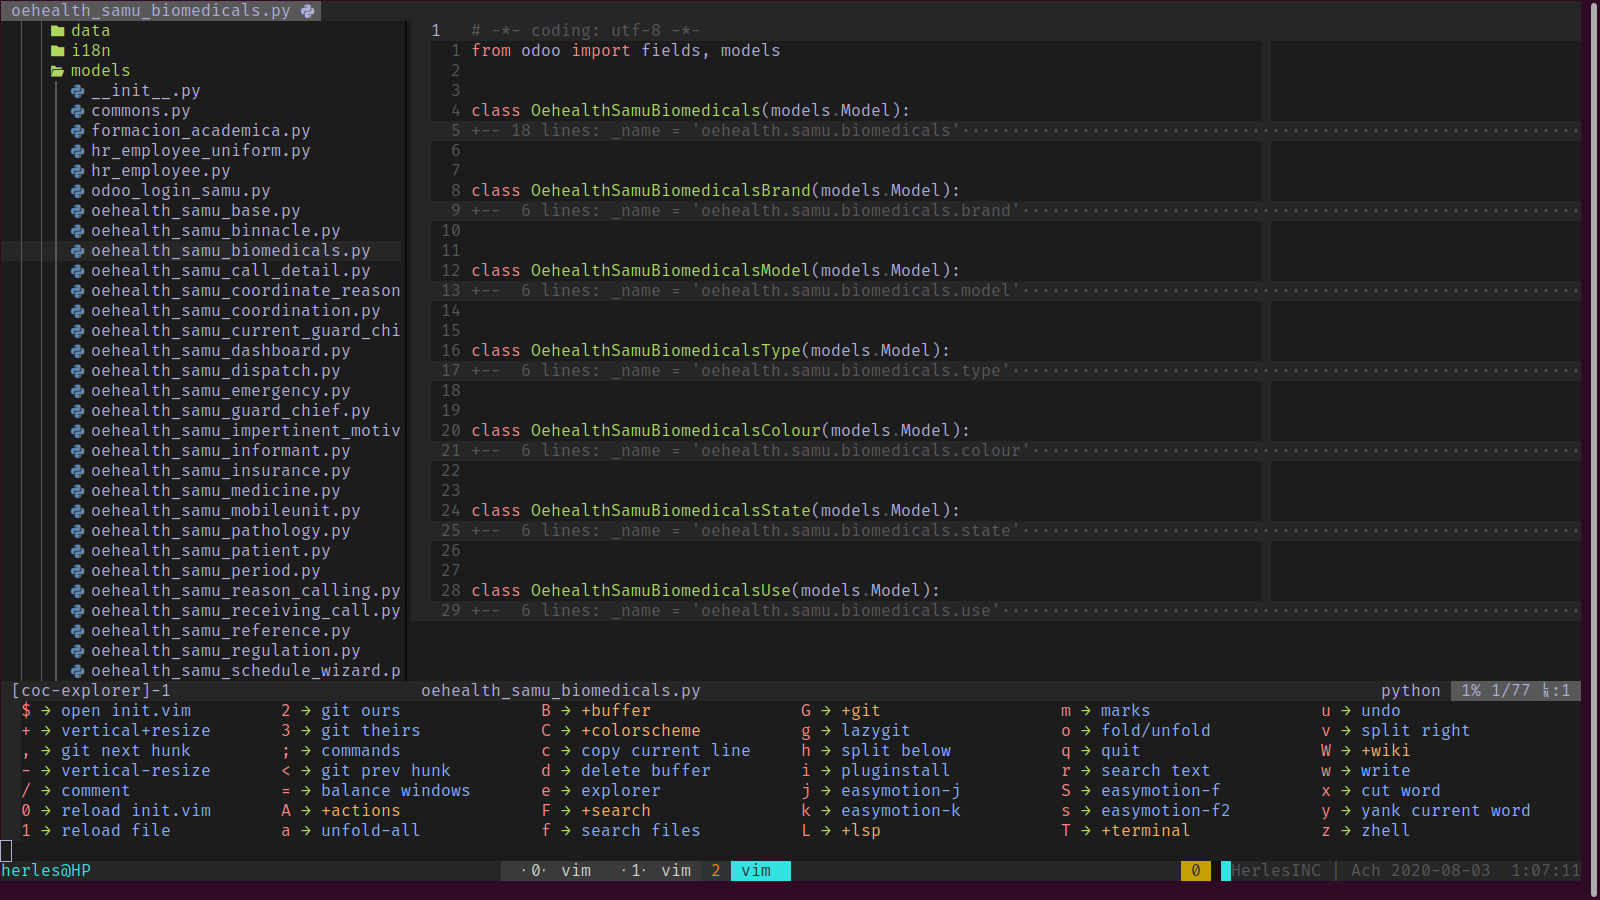 oehealth_samu_biomedicals.py
data
i18n
models
__init__.py
commons.py
formacion_academica.py
hr_employee_uniform.py
hr_employee.py
odoo_login_samu.py
oehealth_samu_base.py
oehealth_samu_binnacle.py
oehealth_samu_biomedicals.py
oehealth_samu_call_detail.py
oehealth_samu_coordinate_reason
oehealth_samu_coordination.py
oehealth_samu_current_guard_chi
oehealth_samu_dashboard.py
oehealth_samu_dispatch.py
oehealth_samu_emergency.py
oehealth_samu_guard_chief.py
oehealth_samu_impertinent_motiv
oehealth_samu_informant.py
oehealth_samu_insurance.py
oehealth_samu_medicine.py
oehealth_samu_mobileunit.py
oehealth_samu_pathology.py
oehealth_samu_patient.py
oehealth_samu_period.py
oehealth_samu_reason_calling.py
oehealth_samu_receiving_call.py
oehealth_samu_reference.py
oehealth_samu_regulation.py
oehealth_samu_schedule_wizard.p
1 # -*- coding: utf-8 -*-
1 from odoo import fields, models
2
3
4 class OehealthSamuBiomedicals(models.Model):
5 +-- 18 lines: _name = 'oehealth.samu.biomedicals'
6
7
8 class OehealthSamuBiomedicalsBrand(models.Model):
9 +--  6 lines: _name = 'oehealth.samu.biomedicals.brand'
10
11
12 class OehealthSamuBiomedicalsModel(models.Model):
13 +--  6 lines: _name = 'oehealth.samu.biomedicals.model'
14
15
16 class OehealthSamuBiomedicalsType(models.Model):
17 +--  6 lines: _name = 'oehealth.samu.biomedicals.type'
18
19
20 class OehealthSamuBiomedicalsColour(models.Model):
21 +--  6 lines: _name = 'oehealth.samu.biomedicals.colour'
22
23
24 class OehealthSamuBiomedicalsState(models.Model):
25 +--  6 lines: _name = 'oehealth.samu.biomedicals.state'
26
27
28 class OehealthSamuBiomedicalsUse(models.Model):
29 +--  6 lines: _name = 'oehealth.samu.biomedicals.use'
[coc-explorer]-1 oehealth_samu_biomedicals.py python 1% 1/77 ␤:1
$ → open init.vim 2 → git ours B → +buffer G → +git m → marks u → undo
+ → vertical+resize 3 → git theirs C → +colorscheme g → lazygit o → fold/unfold v → split right
, → git next hunk ; → commands c → copy current line h → split below q → quit W → +wiki
- → vertical-resize < → git prev hunk d → delete buffer i → pluginstall r → search text w → write
/ → comment = → balance windows e → explorer j → easymotion-j S → easymotion-f x → cut word
0 → reload init.vim A → +actions F → +search k → easymotion-k s → easymotion-f2 y → yank current word
1 → reload file a → unfold-all f → search files L → +lsp T → +terminal z → zhell
herles@HP ·0· vim ·1· vim 2 vim 0 HerlesINC │ Ach 2020-08-03 1:07:11